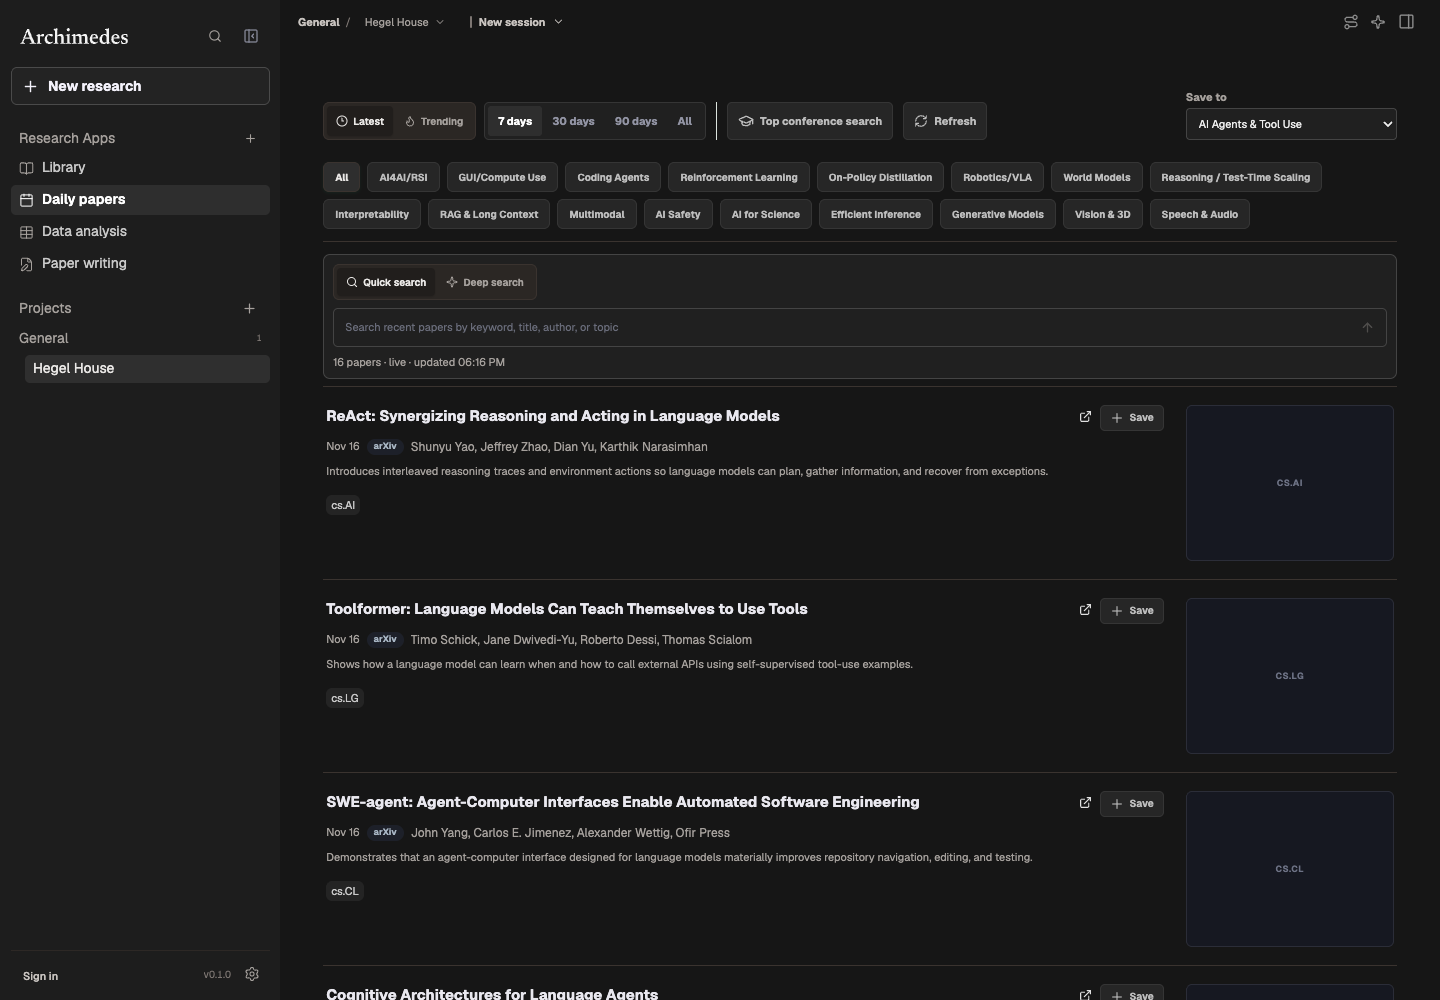 Archimedes
New research
Research Apps
Library
Daily papers
Data analysis
Paper writing
Projects
General 1
Hegel House
Sign in v0.1.0
General / Hegel House | New session
Latest Trending 7 days 30 days 90 days All Top conference search Refresh
Save to
AI Agents & Tool Use
All AI4AI/RSI GUI/Compute Use Coding Agents Reinforcement Learning On-Policy Distillation Robotics/VLA World Models Reasoning / Test-Time Scaling
Interpretability RAG & Long Context Multimodal AI Safety AI for Science Efficient Inference Generative Models Vision & 3D Speech & Audio
Quick search Deep search
Search recent papers by keyword, title, author, or topic
16 papers · live · updated 06:16 PM
ReAct: Synergizing Reasoning and Acting in Language Models Save
Nov 16 arXiv Shunyu Yao, Jeffrey Zhao, Dian Yu, Karthik Narasimhan
Introduces interleaved reasoning traces and environment actions so language models can plan, gather information, and recover from exceptions.
cs.AI
CS.AI
Toolformer: Language Models Can Teach Themselves to Use Tools Save
Nov 16 arXiv Timo Schick, Jane Dwivedi-Yu, Roberto Dessi, Thomas Scialom
Shows how a language model can learn when and how to call external APIs using self-supervised tool-use examples.
cs.LG
CS.LG
SWE-agent: Agent-Computer Interfaces Enable Automated Software Engineering Save
Nov 16 arXiv John Yang, Carlos E. Jimenez, Alexander Wettig, Ofir Press
Demonstrates that an agent-computer interface designed for language models materially improves repository navigation, editing, and testing.
cs.CL
CS.CL
Cognitive Architectures for Language Agents Save